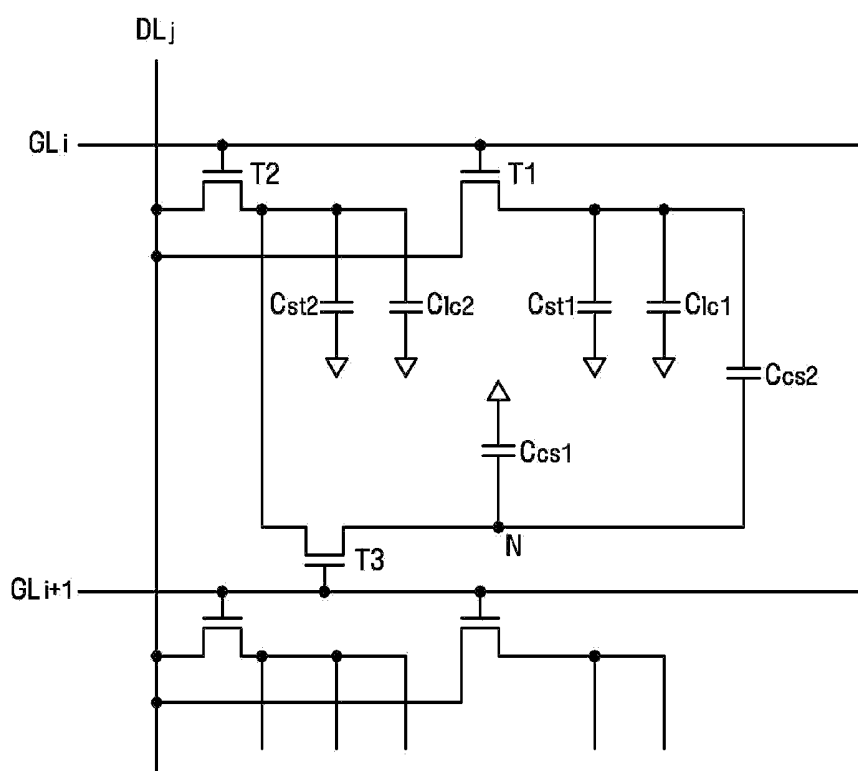 DLj
GLi
T2
T1
Cst2
Clc2
Cst1
Clc1
Ccs2
Ccs1
N
T3
GLi+1